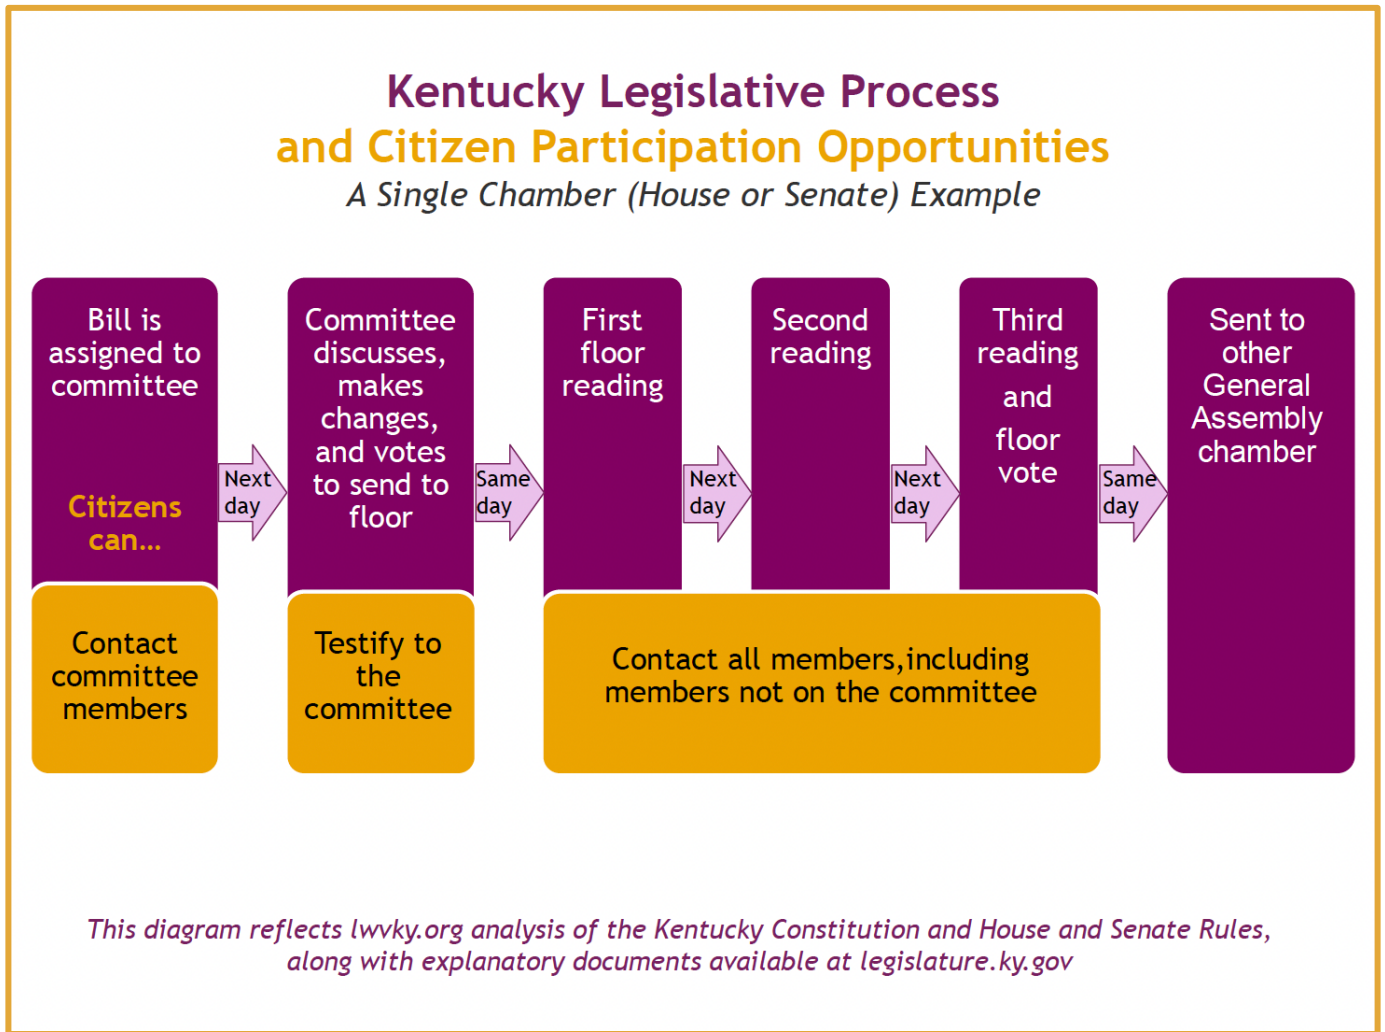 Kentucky Legislative Process
and Citizen Participation Opportunities
A Single Chamber (House or Senate) Example
Bill is
assigned to
committee
Citizens
can...
Contact
committee
members
Next
day
Committee
discusses,
makes
changes,
and votes
to send to
floor
Testify to
the
committee
Same
day
First
floor
reading
Next
day
Second
reading
Next
day
Third
reading
and
floor
vote
Contact all members,including
members not on the committee
Same
day
Sent to
other
General
Assembly
chamber
This diagram reflects lwvky.org analysis of the Kentucky Constitution and House and Senate Rules,
along with explanatory documents available at legislature.ky.gov